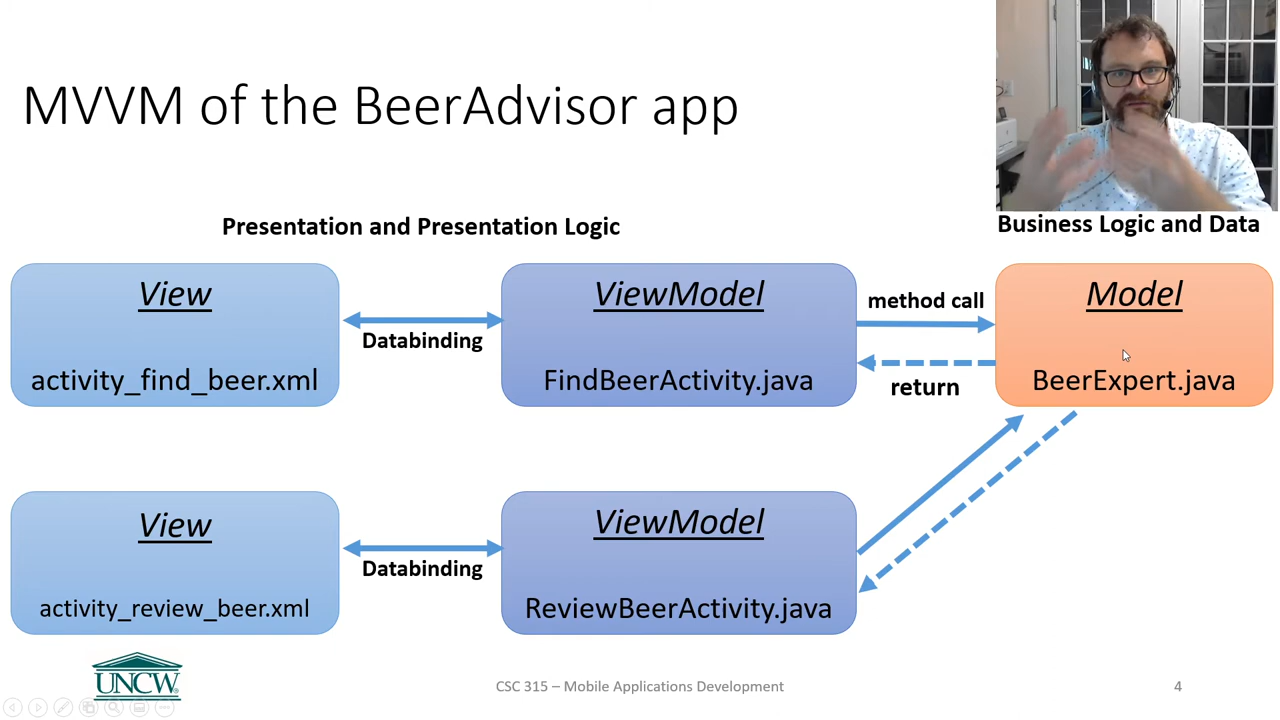 MVVM of the BeerAdvisor app
Presentation and Presentation Logic
Business Logic and Data
View
activity_find_beer.xml
Databinding
ViewModel
FindBeerActivity.java
method call
return
Model
BeerExpert.java
View
activity_review_beer.xml
Databinding
ViewModel
ReviewBeerActivity.java
UNCW
CSC 315 – Mobile Applications Development
4